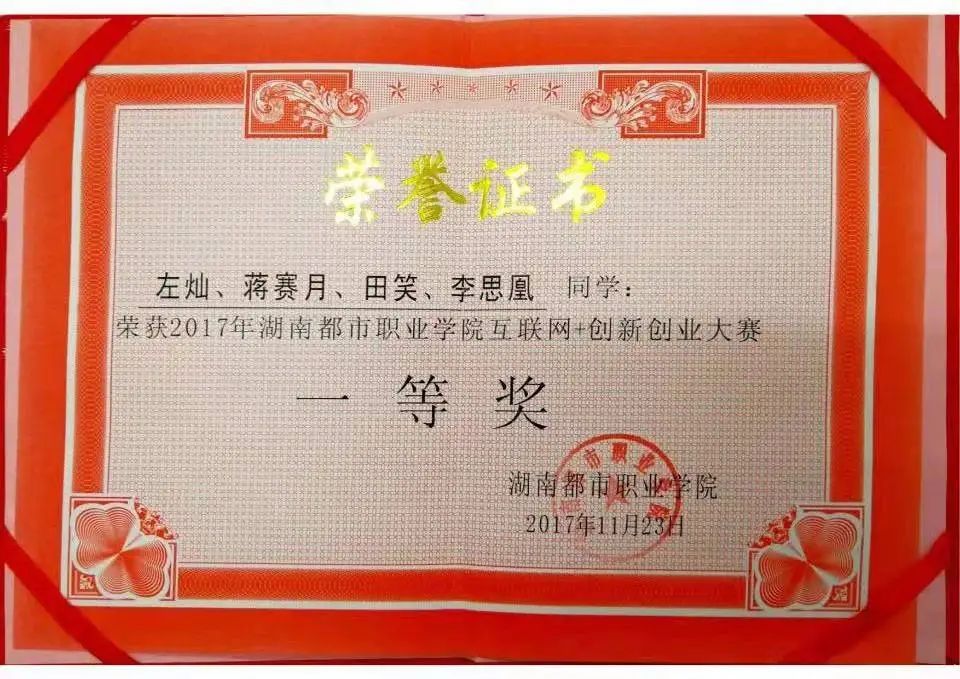 荣誉证书
左灿、蒋赛月、田笑、李思凰 同学：
荣获2017年湖南都市职业学院互联网+创新创业大赛
一等奖
湖南都市职业学院
2017年11月23日